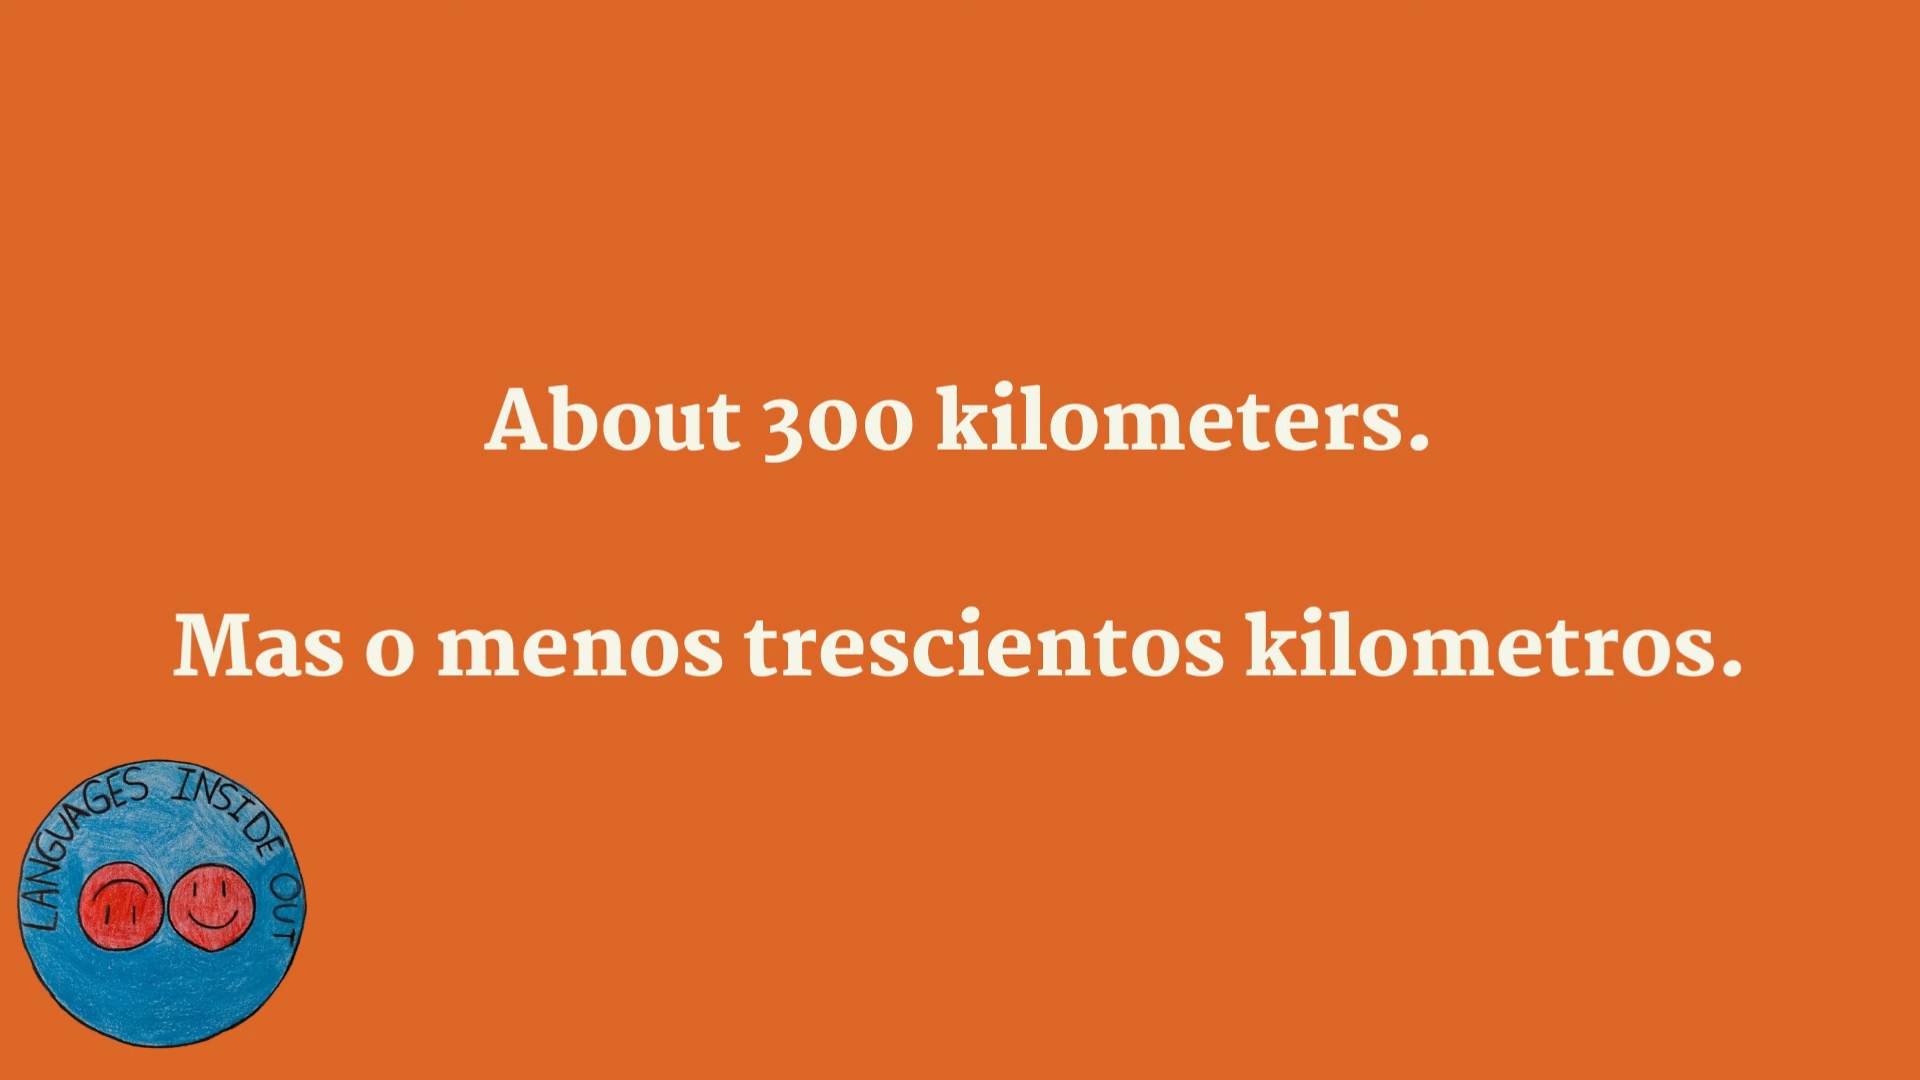 About 300 kilometers.
Mas o menos trescientos kilometros.
LANGUAGES INSIDE OUT